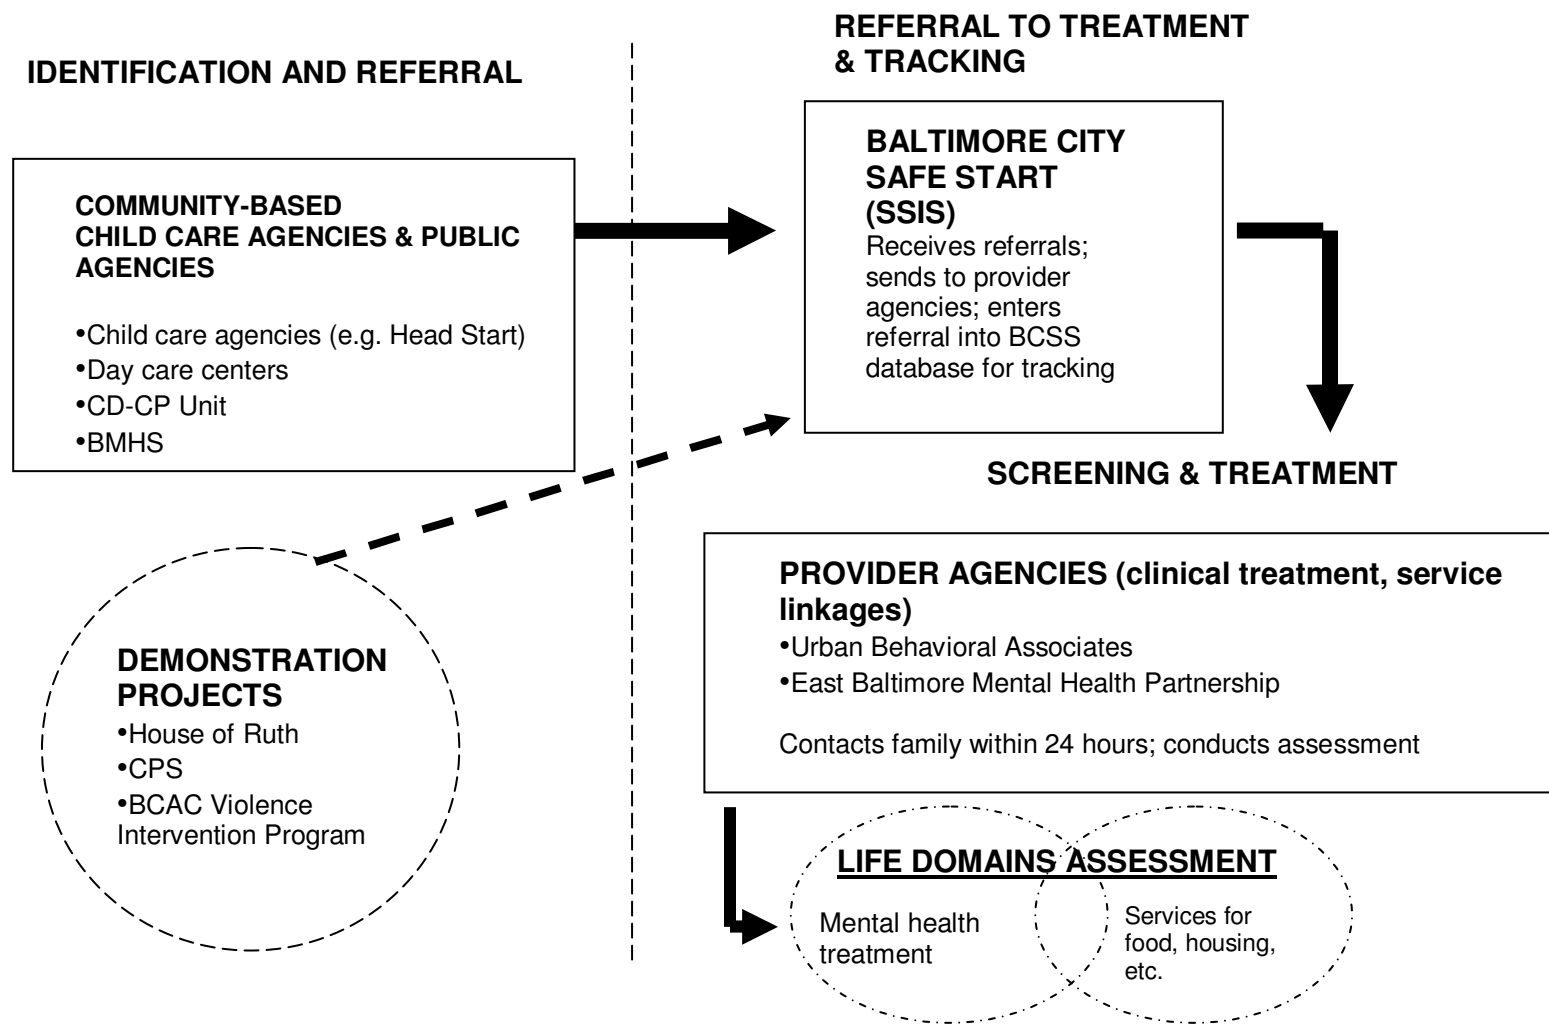 IDENTIFICATION AND REFERRAL
COMMUNITY-BASED
CHILD CARE AGENCIES & PUBLIC
AGENCIES
•Child care agencies (e.g. Head Start)
•Day care centers
•CD-CP Unit
•BMHS
DEMONSTRATION
PROJECTS
•House of Ruth
•CPS
•BCAC Violence
Intervention Program
REFERRAL TO TREATMENT
& TRACKING
BALTIMORE CITY
SAFE START
(SSIS)
Receives referrals;
sends to provider
agencies; enters
referral into BCSS
database for tracking
SCREENING & TREATMENT
PROVIDER AGENCIES (clinical treatment, service
linkages)
•Urban Behavioral Associates
•East Baltimore Mental Health Partnership
Contacts family within 24 hours; conducts assessment
LIFE DOMAINS ASSESSMENT
Mental health
treatment
Services for
food, housing,
etc.